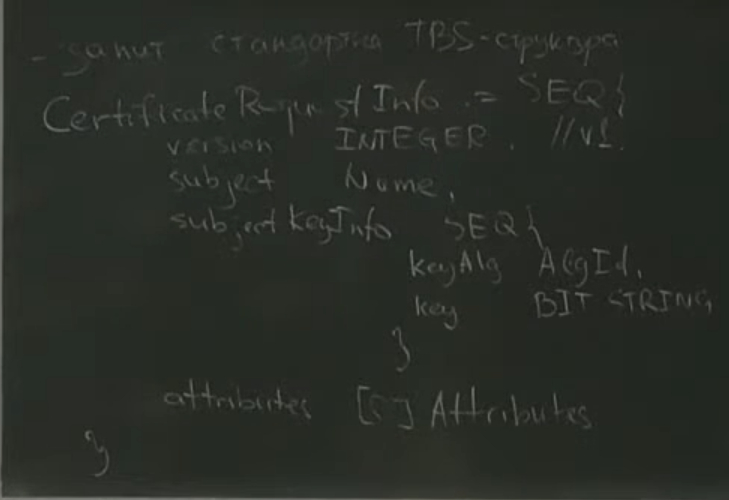 - запит стандартна TBS-структура
CertificateRequestInfo := SEQ{
version INTEGER, //v1.
subject Name,
subjectKeyInfo SEQ{
keyAlg AlgId,
key BIT STRING
}
attributes [0] Attributes
}